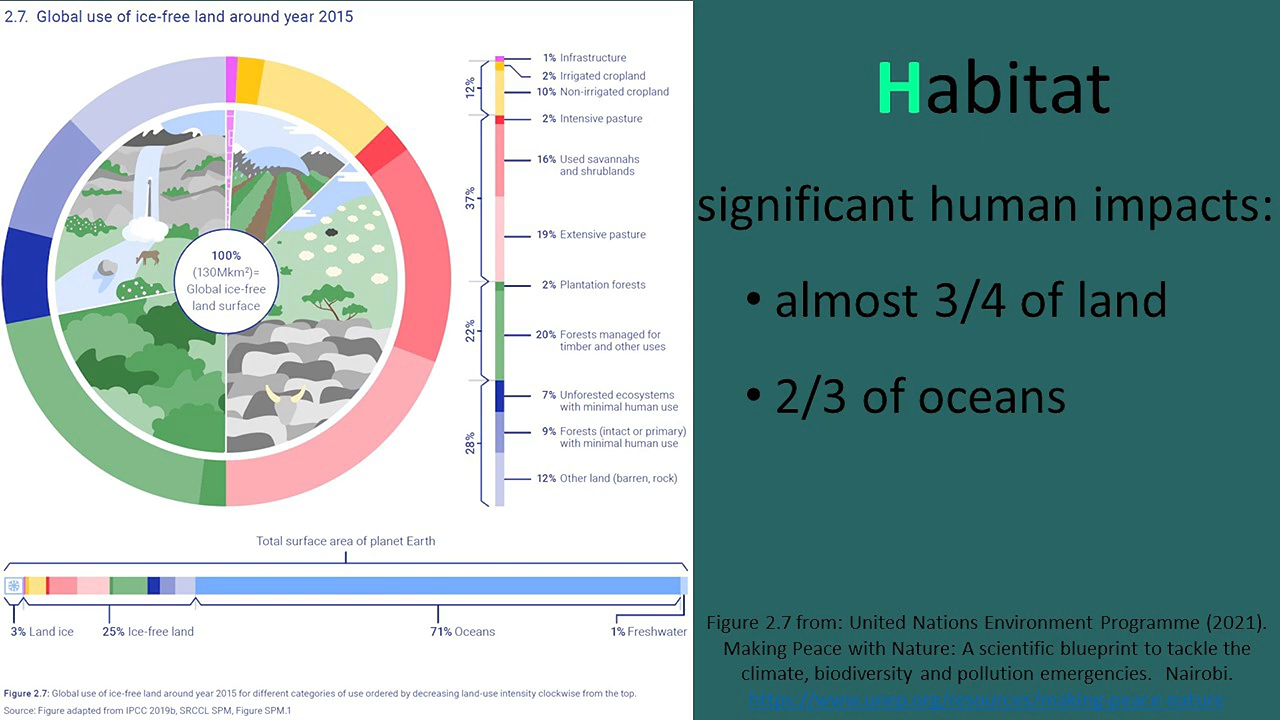 2.7. Global use of ice-free land around year 2015
100%
(130Mkm²)=
Global ice-free
land surface
12%
37%
22%
28%
1% Infrastructure
2% Irrigated cropland
10% Non-irrigated cropland
2% Intensive pasture
16% Used savannahs
and shrublands
19% Extensive pasture
2% Plantation forests
20% Forests managed for
timber and other uses
7% Unforested ecosystems
with minimal human use
9% Forests (intact or primary)
with minimal human use
12% Other land (barren, rock)
Total surface area of planet Earth
3% Land ice
25% Ice-free land
71% Oceans
1% Freshwater
Figure 2.7: Global use of ice-free land around year 2015 for different categories of use ordered by decreasing land-use intensity clockwise from the top.
Source: Figure adapted from IPCC 2019b, SRCCL SPM, Figure SPM.1
Habitat
significant human impacts:
• almost 3/4 of land
• 2/3 of oceans
Figure 2.7 from: United Nations Environment Programme (2021).
Making Peace with Nature: A scientific blueprint to tackle the
climate, biodiversity and pollution emergencies. Nairobi.
https://www.unep.org/resources/making-peace-nature